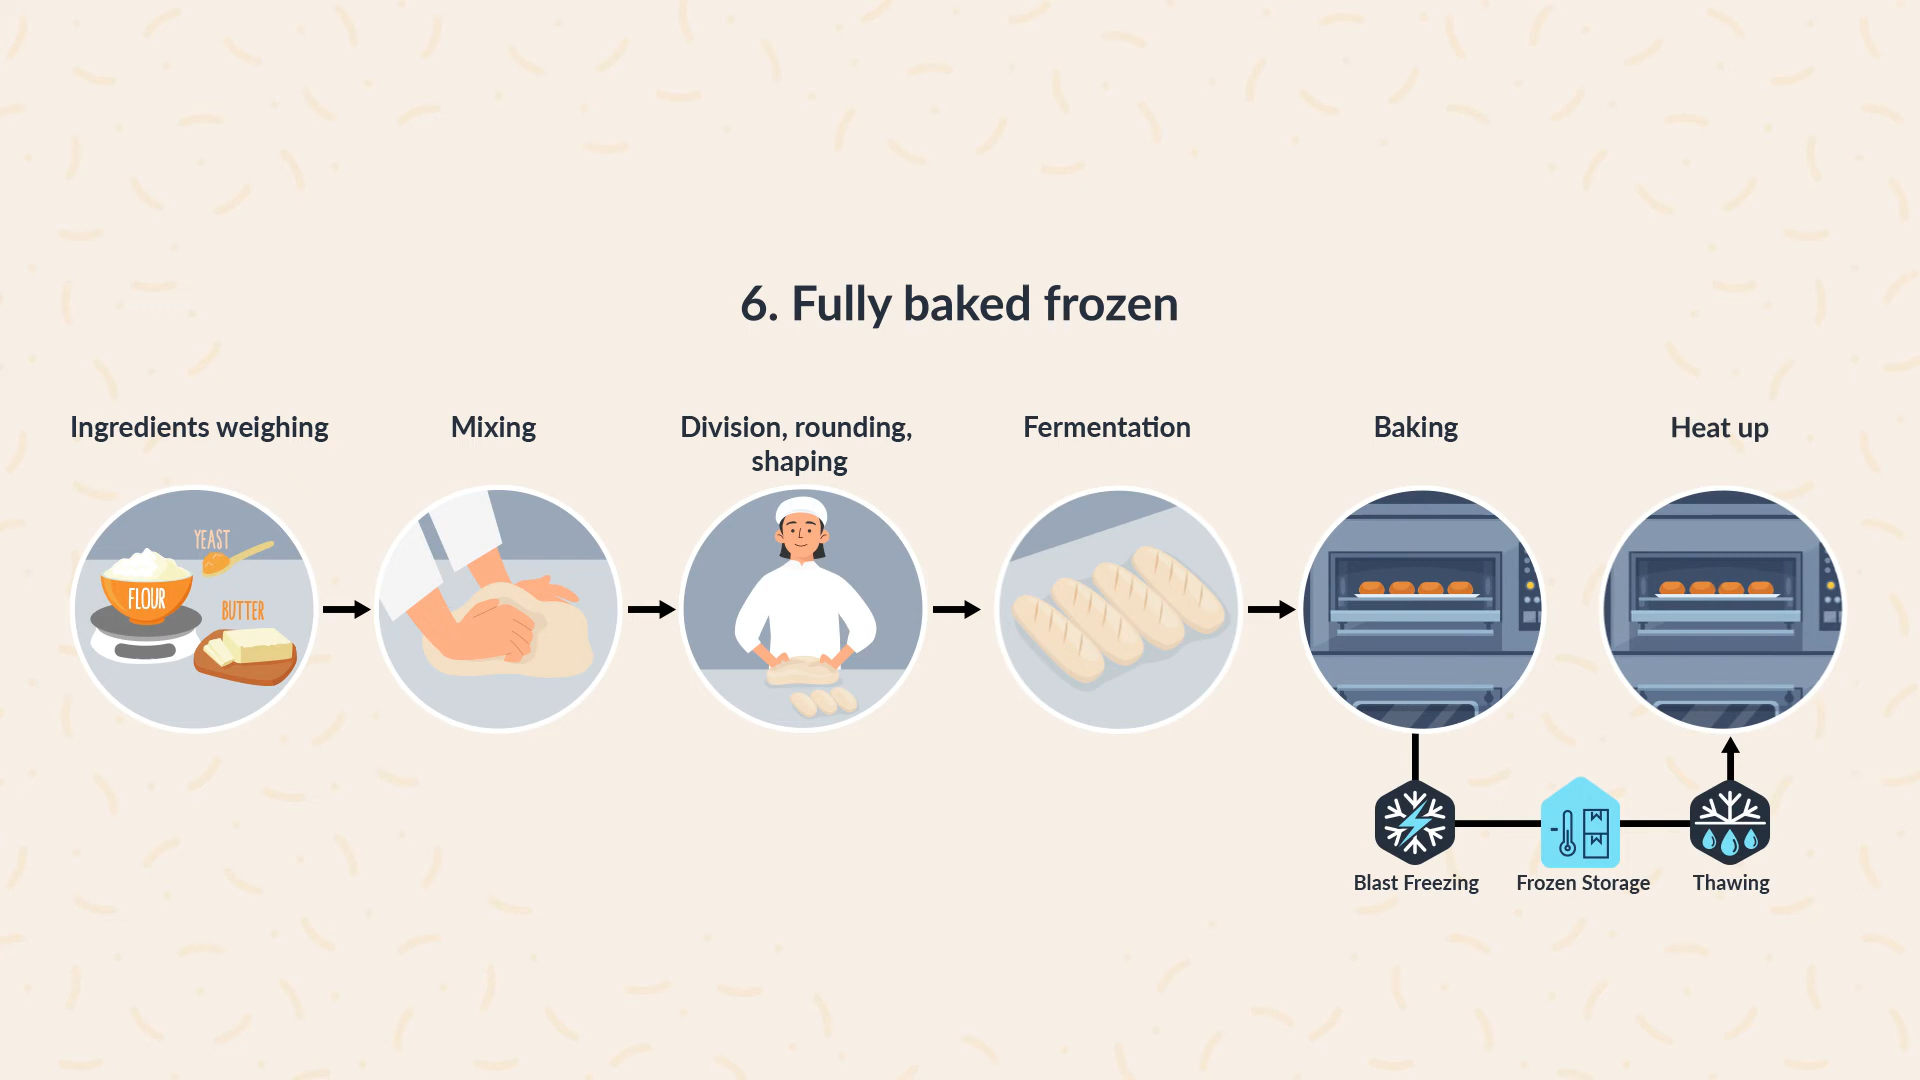 6. Fully baked frozen
Ingredients weighing
Mixing
Division, rounding,
shaping
Fermentation
Baking
Heat up
YEAST
FLOUR
BUTTER
Blast Freezing
Frozen Storage
Thawing